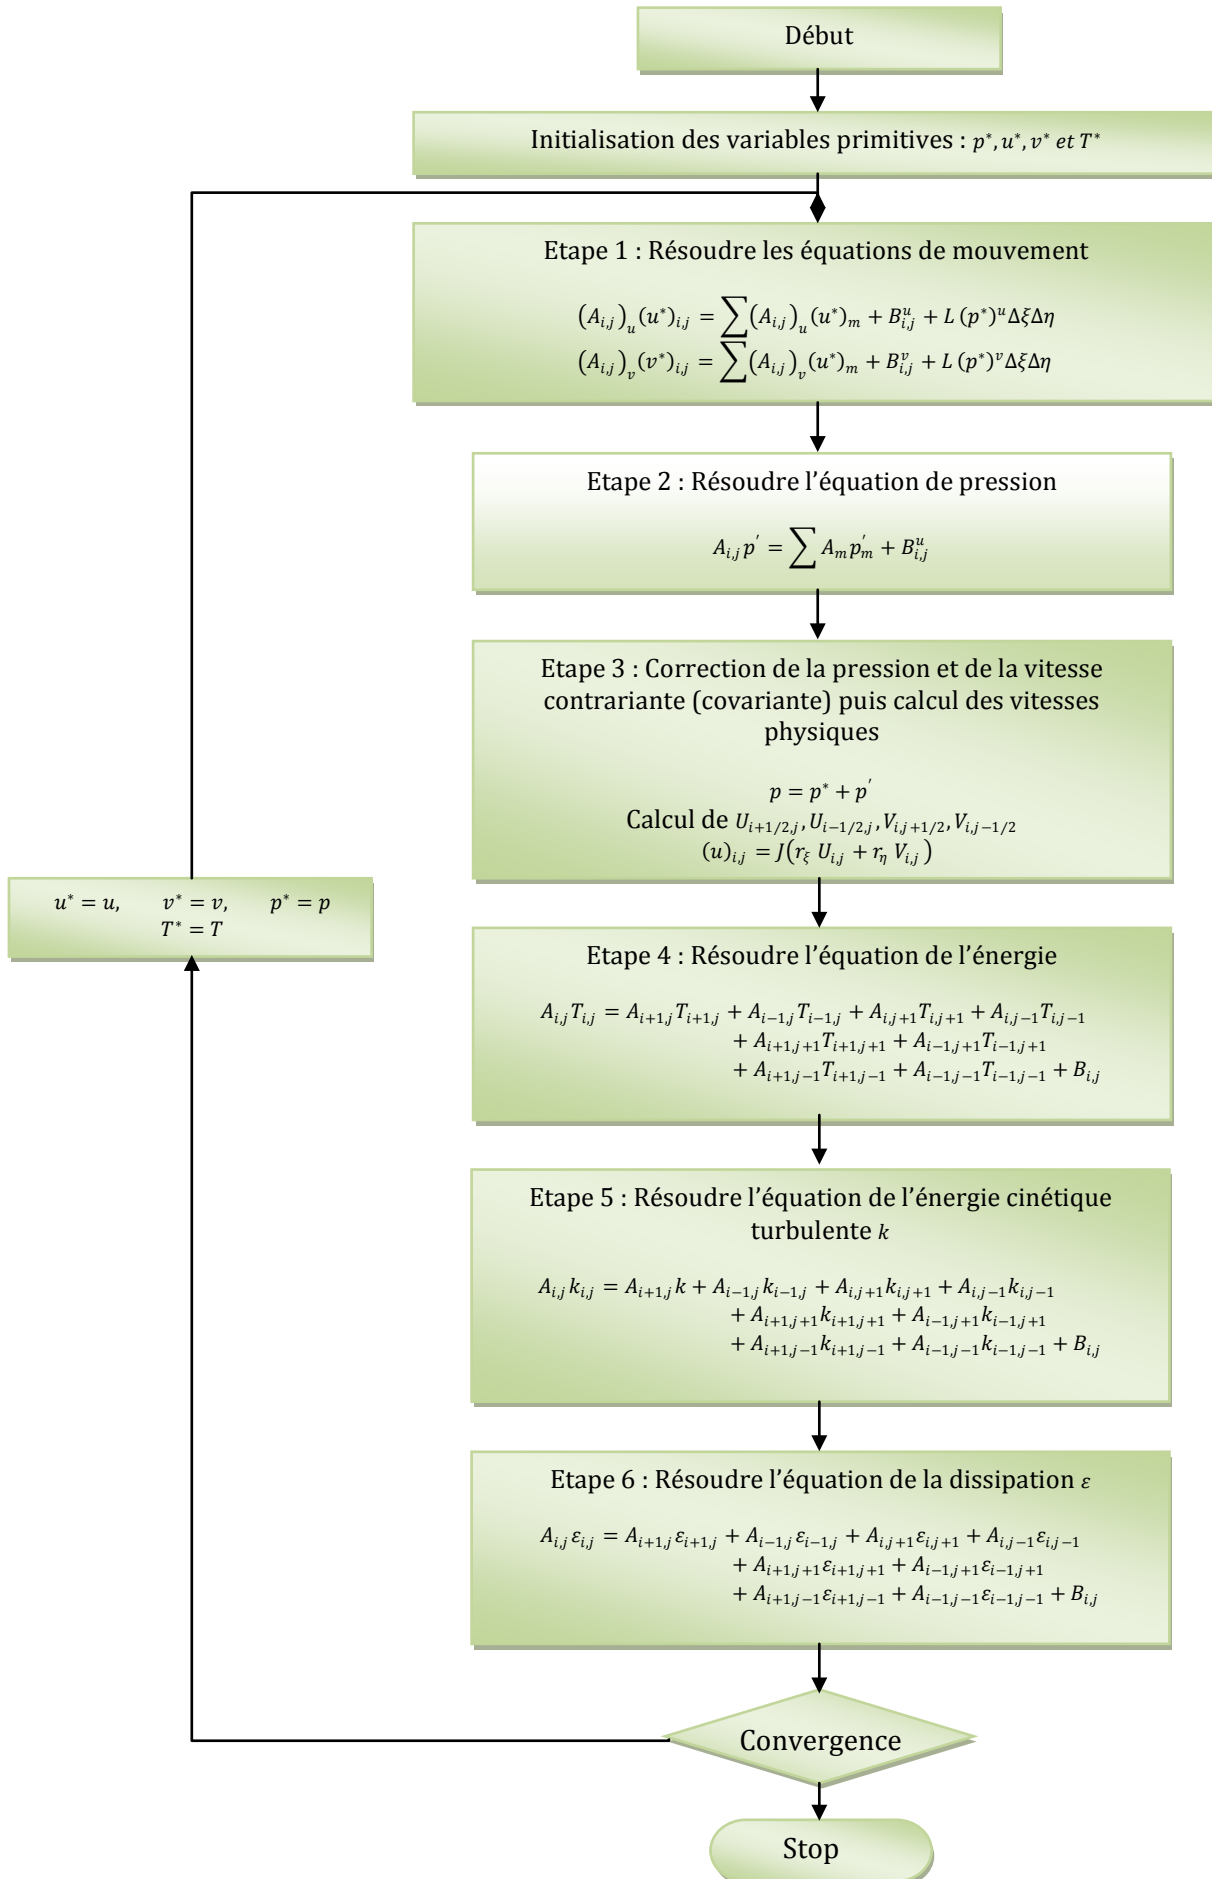 Début
Initialisation des variables primitives : p*, u*, v* et T*
Etape 1 : Résoudre les équations de mouvement
(A_{i,j})_u (u*)_{i,j} = ∑(A_{i,j})_u (u*)_m + B^u_{i,j} + L (p*)^u ΔξΔη
(A_{i,j})_v (v*)_{i,j} = ∑(A_{i,j})_v (u*)_m + B^v_{i,j} + L (p*)^v ΔξΔη
Etape 2 : Résoudre l’équation de pression
A_{i,j} p′ = ∑ A_m p′_m + B^u_{i,j}
Etape 3 : Correction de la pression et de la vitesse
contrariante (covariante) puis calcul des vitesses
physiques
p = p* + p′
Calcul de U_{i+1/2,j}, U_{i−1/2,j}, V_{i,j+1/2}, V_{i,j−1/2}
(u)_{i,j} = J(r_ξ U_{i,j} + r_η V_{i,j})
u* = u, v* = v, p* = p
T* = T
Etape 4 : Résoudre l’équation de l’énergie
A_{i,j}T_{i,j} = A_{i+1,j}T_{i+1,j} + A_{i−1,j}T_{i−1,j} + A_{i,j+1}T_{i,j+1} + A_{i,j−1}T_{i,j−1}
+ A_{i+1,j+1}T_{i+1,j+1} + A_{i−1,j+1}T_{i−1,j+1}
+ A_{i+1,j−1}T_{i+1,j−1} + A_{i−1,j−1}T_{i−1,j−1} + B_{i,j}
Etape 5 : Résoudre l’équation de l’énergie cinétique
turbulente k
A_{i,j}k_{i,j} = A_{i+1,j}k + A_{i−1,j}k_{i−1,j} + A_{i,j+1}k_{i,j+1} + A_{i,j−1}k_{i,j−1}
+ A_{i+1,j+1}k_{i+1,j+1} + A_{i−1,j+1}k_{i−1,j+1}
+ A_{i+1,j−1}k_{i+1,j−1} + A_{i−1,j−1}k_{i−1,j−1} + B_{i,j}
Etape 6 : Résoudre l’équation de la dissipation ε
A_{i,j}ε_{i,j} = A_{i+1,j}ε_{i+1,j} + A_{i−1,j}ε_{i−1,j} + A_{i,j+1}ε_{i,j+1} + A_{i,j−1}ε_{i,j−1}
+ A_{i+1,j+1}ε_{i+1,j+1} + A_{i−1,j+1}ε_{i−1,j+1}
+ A_{i+1,j−1}ε_{i+1,j−1} + A_{i−1,j−1}ε_{i−1,j−1} + B_{i,j}
Convergence
Stop